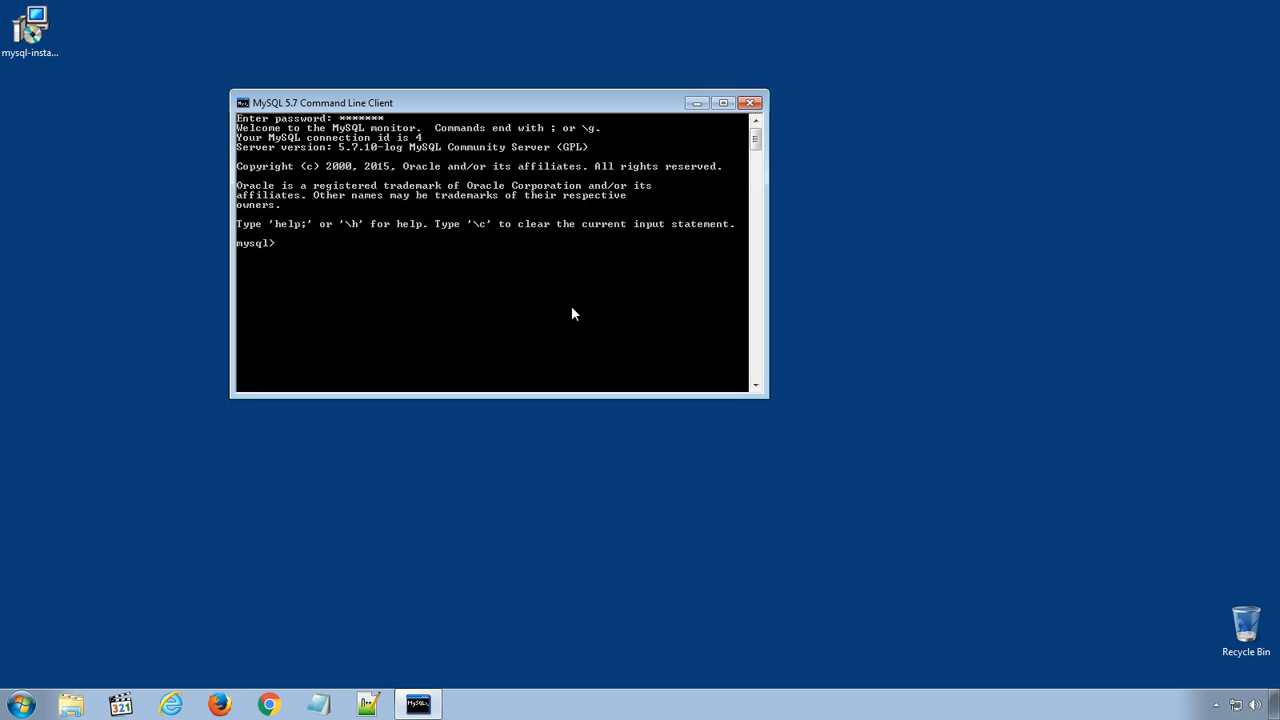 mysql-insta...
MySQL 5.7 Command Line Client
Enter password: *******
Welcome to the MySQL monitor.  Commands end with ; or \g.
Your MySQL connection id is 4
Server version: 5.7.10-log MySQL Community Server (GPL)
Copyright (c) 2000, 2015, Oracle and/or its affiliates. All rights reserved.
Oracle is a registered trademark of Oracle Corporation and/or its
affiliates. Other names may be trademarks of their respective
owners.
Type 'help;' or '\h' for help. Type '\c' to clear the current input statement.
mysql>
Recycle Bin
321
MySQL